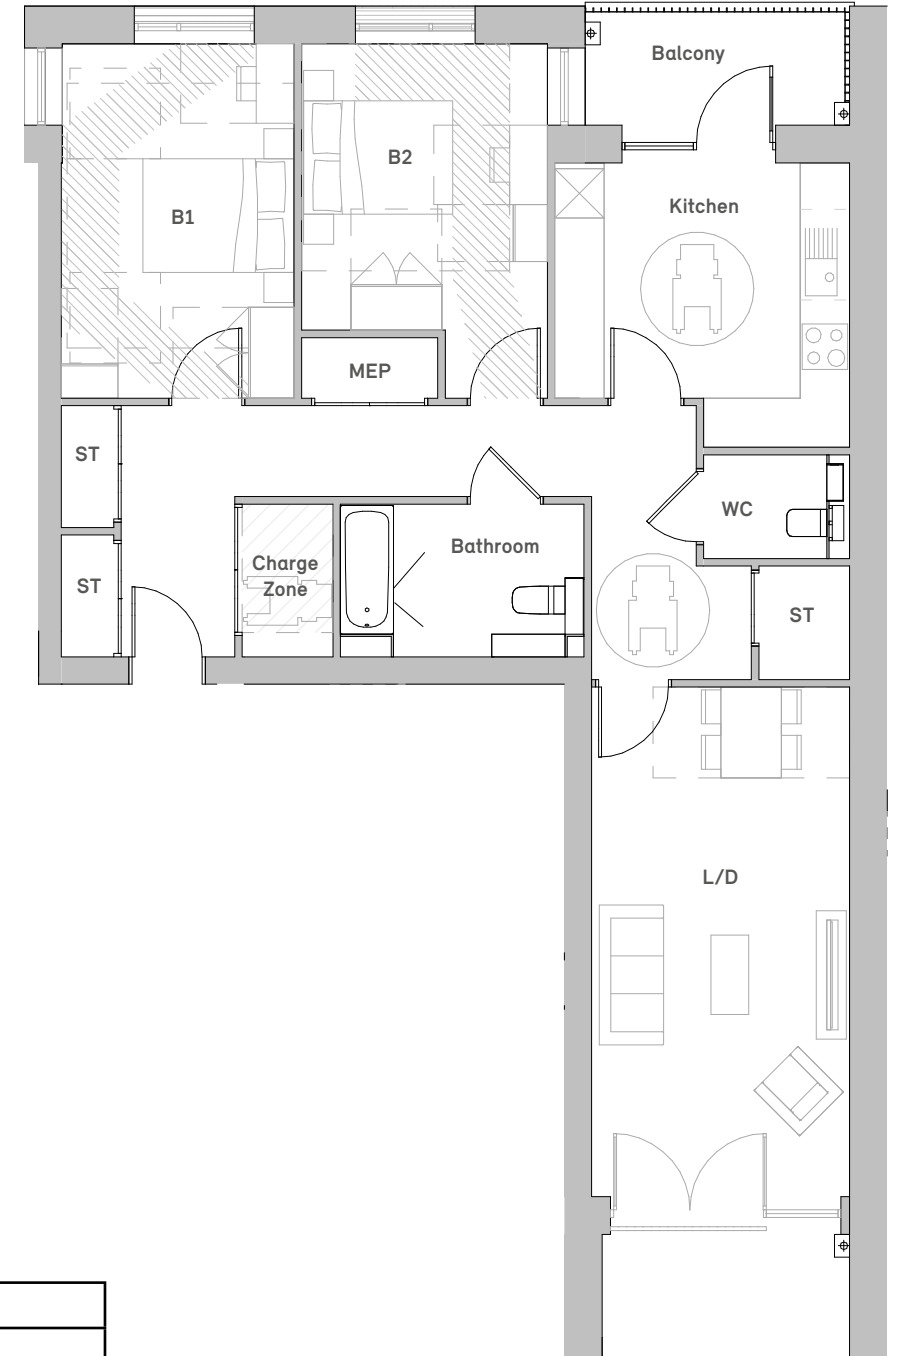 Balcony
B2
Kitchen
B1
MEP
ST
WC
Bathroom
Charge
Zone
ST
ST
L/D